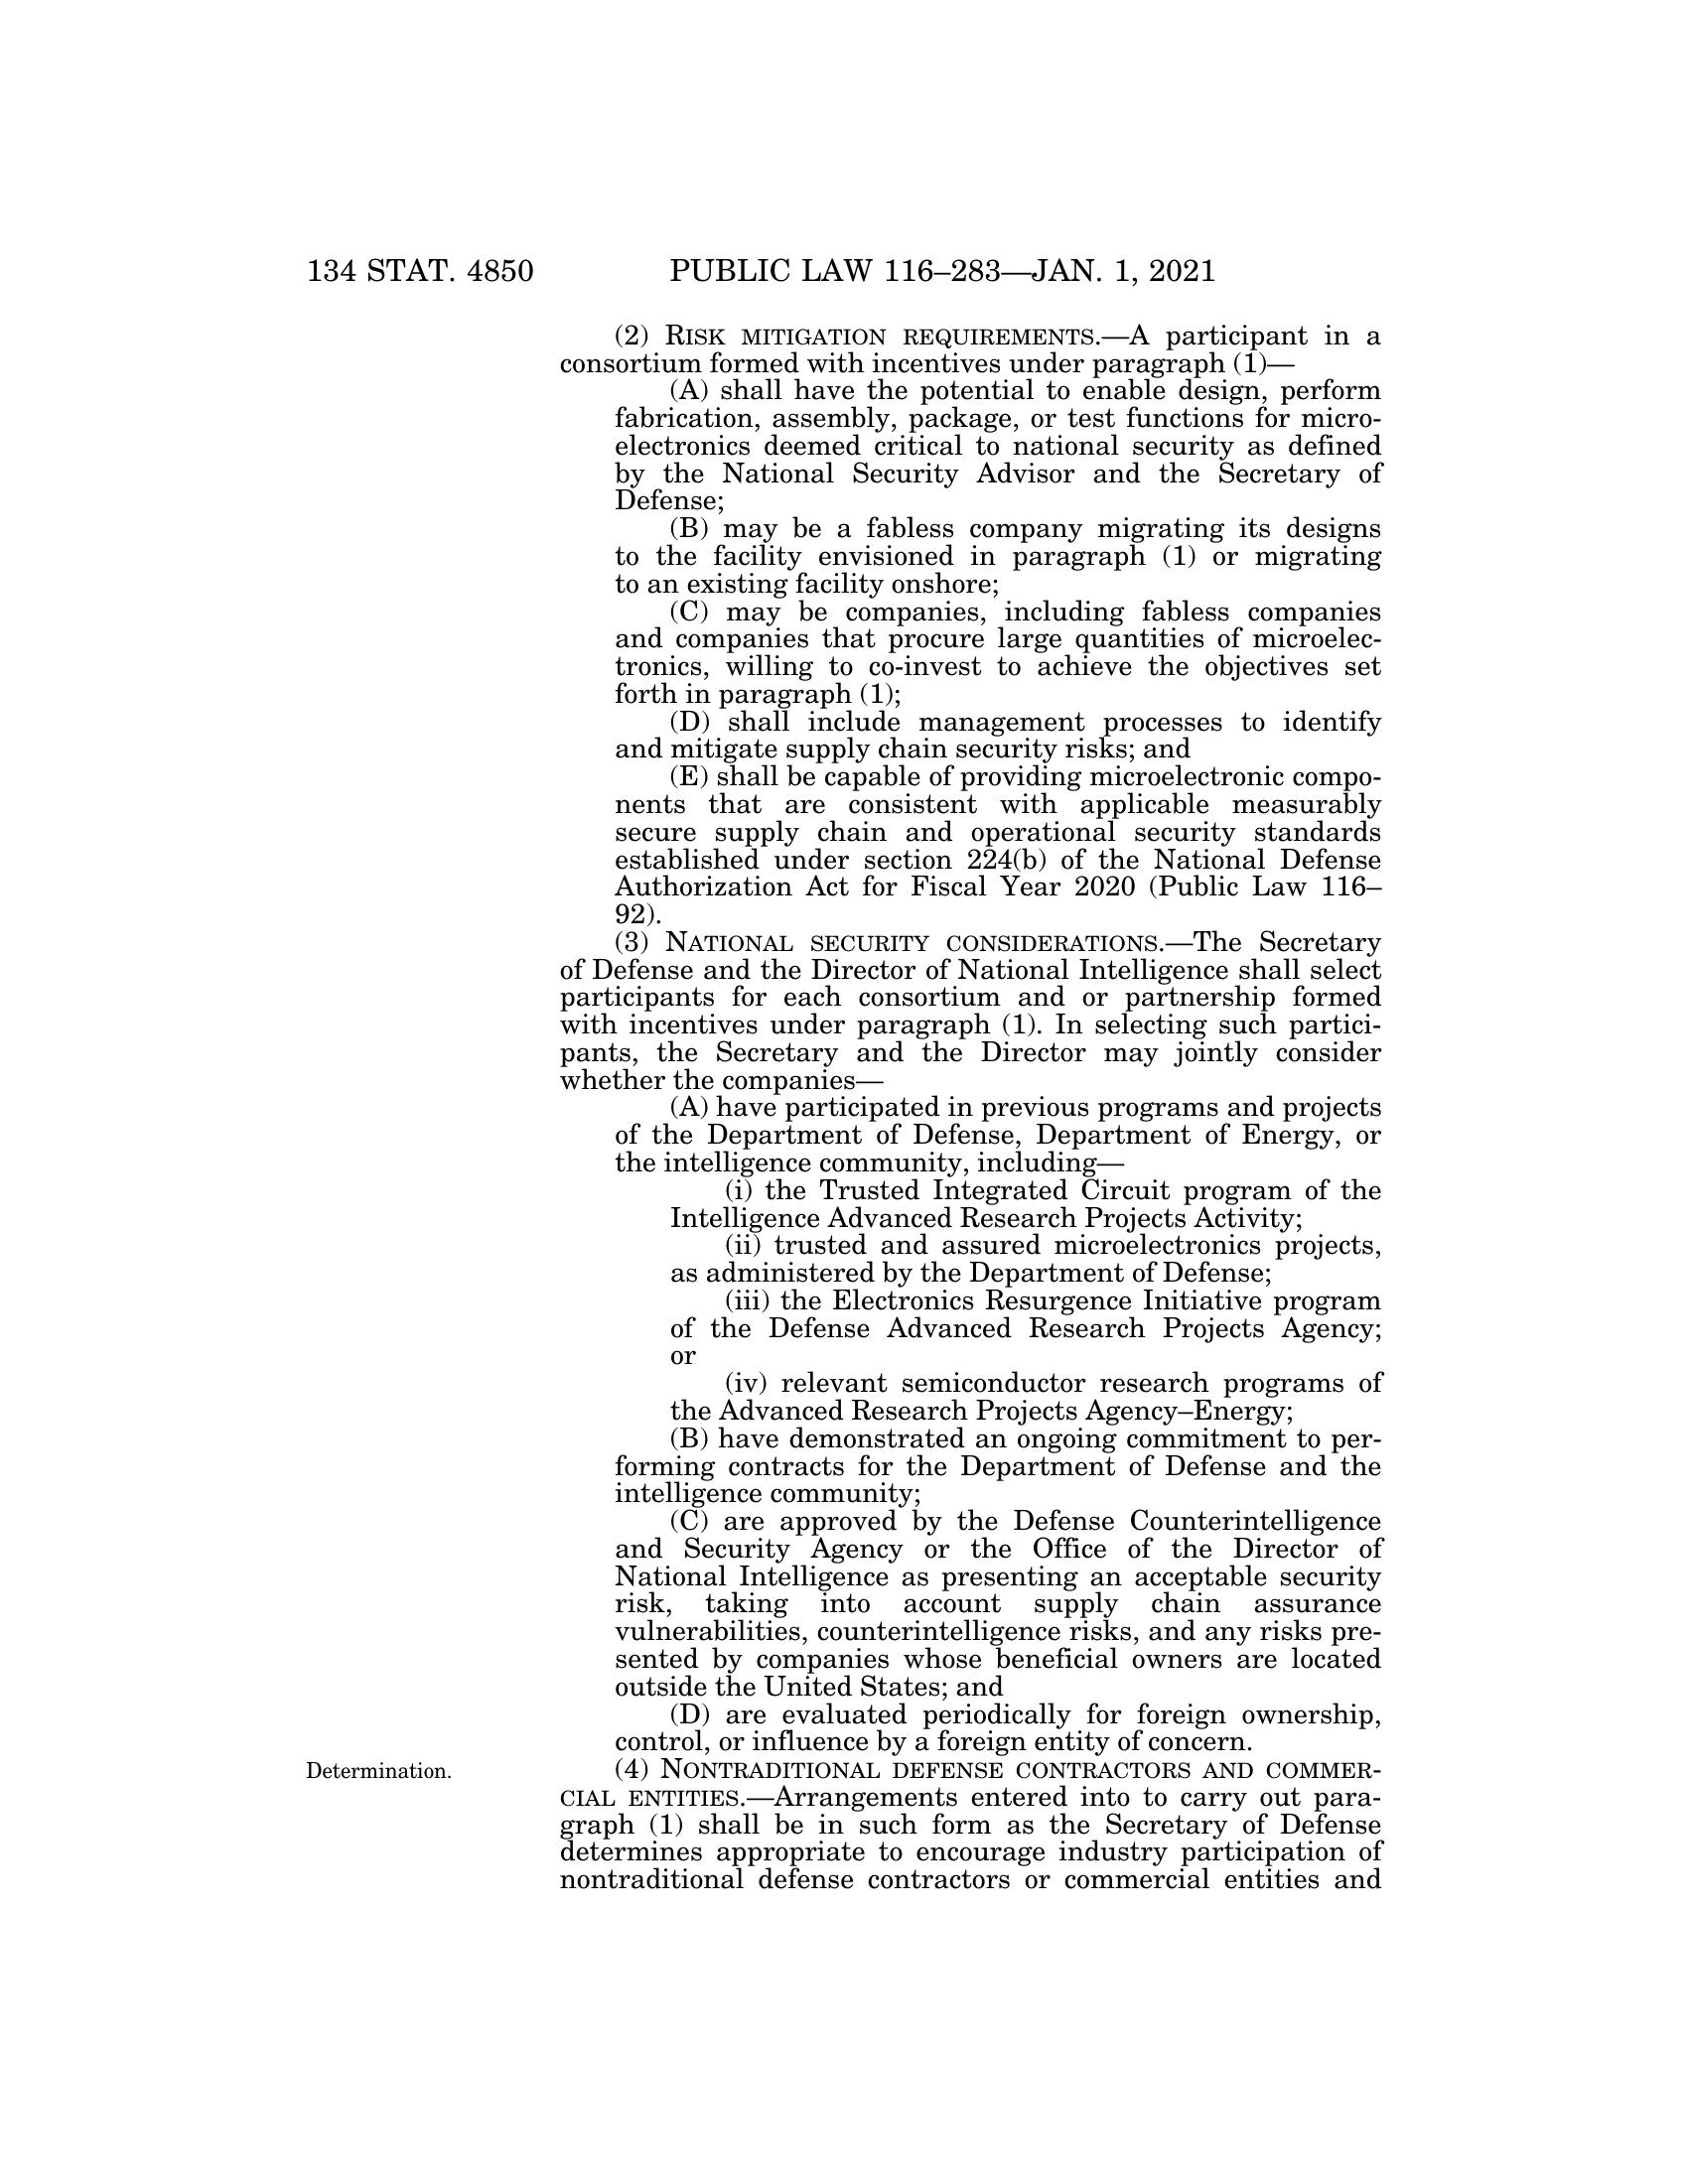 134 STAT. 4850 PUBLIC LAW 116–283—JAN. 1, 2021
(2) RISK MITIGATION REQUIREMENTS.—A participant in a
consortium formed with incentives under paragraph (1)—
(A) shall have the potential to enable design, perform
fabrication, assembly, package, or test functions for micro-
electronics deemed critical to national security as defined
by the National Security Advisor and the Secretary of
Defense;
(B) may be a fabless company migrating its designs
to the facility envisioned in paragraph (1) or migrating
to an existing facility onshore;
(C) may be companies, including fabless companies
and companies that procure large quantities of microelec-
tronics, willing to co-invest to achieve the objectives set
forth in paragraph (1);
(D) shall include management processes to identify
and mitigate supply chain security risks; and
(E) shall be capable of providing microelectronic compo-
nents that are consistent with applicable measurably
secure supply chain and operational security standards
established under section 224(b) of the National Defense
Authorization Act for Fiscal Year 2020 (Public Law 116–
92).
(3) NATIONAL SECURITY CONSIDERATIONS.—The Secretary
of Defense and the Director of National Intelligence shall select
participants for each consortium and or partnership formed
with incentives under paragraph (1). In selecting such partici-
pants, the Secretary and the Director may jointly consider
whether the companies—
(A) have participated in previous programs and projects
of the Department of Defense, Department of Energy, or
the intelligence community, including—
(i) the Trusted Integrated Circuit program of the
Intelligence Advanced Research Projects Activity;
(ii) trusted and assured microelectronics projects,
as administered by the Department of Defense;
(iii) the Electronics Resurgence Initiative program
of the Defense Advanced Research Projects Agency;
or
(iv) relevant semiconductor research programs of
the Advanced Research Projects Agency–Energy;
(B) have demonstrated an ongoing commitment to per-
forming contracts for the Department of Defense and the
intelligence community;
(C) are approved by the Defense Counterintelligence
and Security Agency or the Office of the Director of
National Intelligence as presenting an acceptable security
risk, taking into account supply chain assurance
vulnerabilities, counterintelligence risks, and any risks pre-
sented by companies whose beneficial owners are located
outside the United States; and
(D) are evaluated periodically for foreign ownership,
control, or influence by a foreign entity of concern.
Determination.
(4) NONTRADITIONAL DEFENSE CONTRACTORS AND COMMER-
CIAL ENTITIES.—Arrangements entered into to carry out para-
graph (1) shall be in such form as the Secretary of Defense
determines appropriate to encourage industry participation of
nontraditional defense contractors or commercial entities and